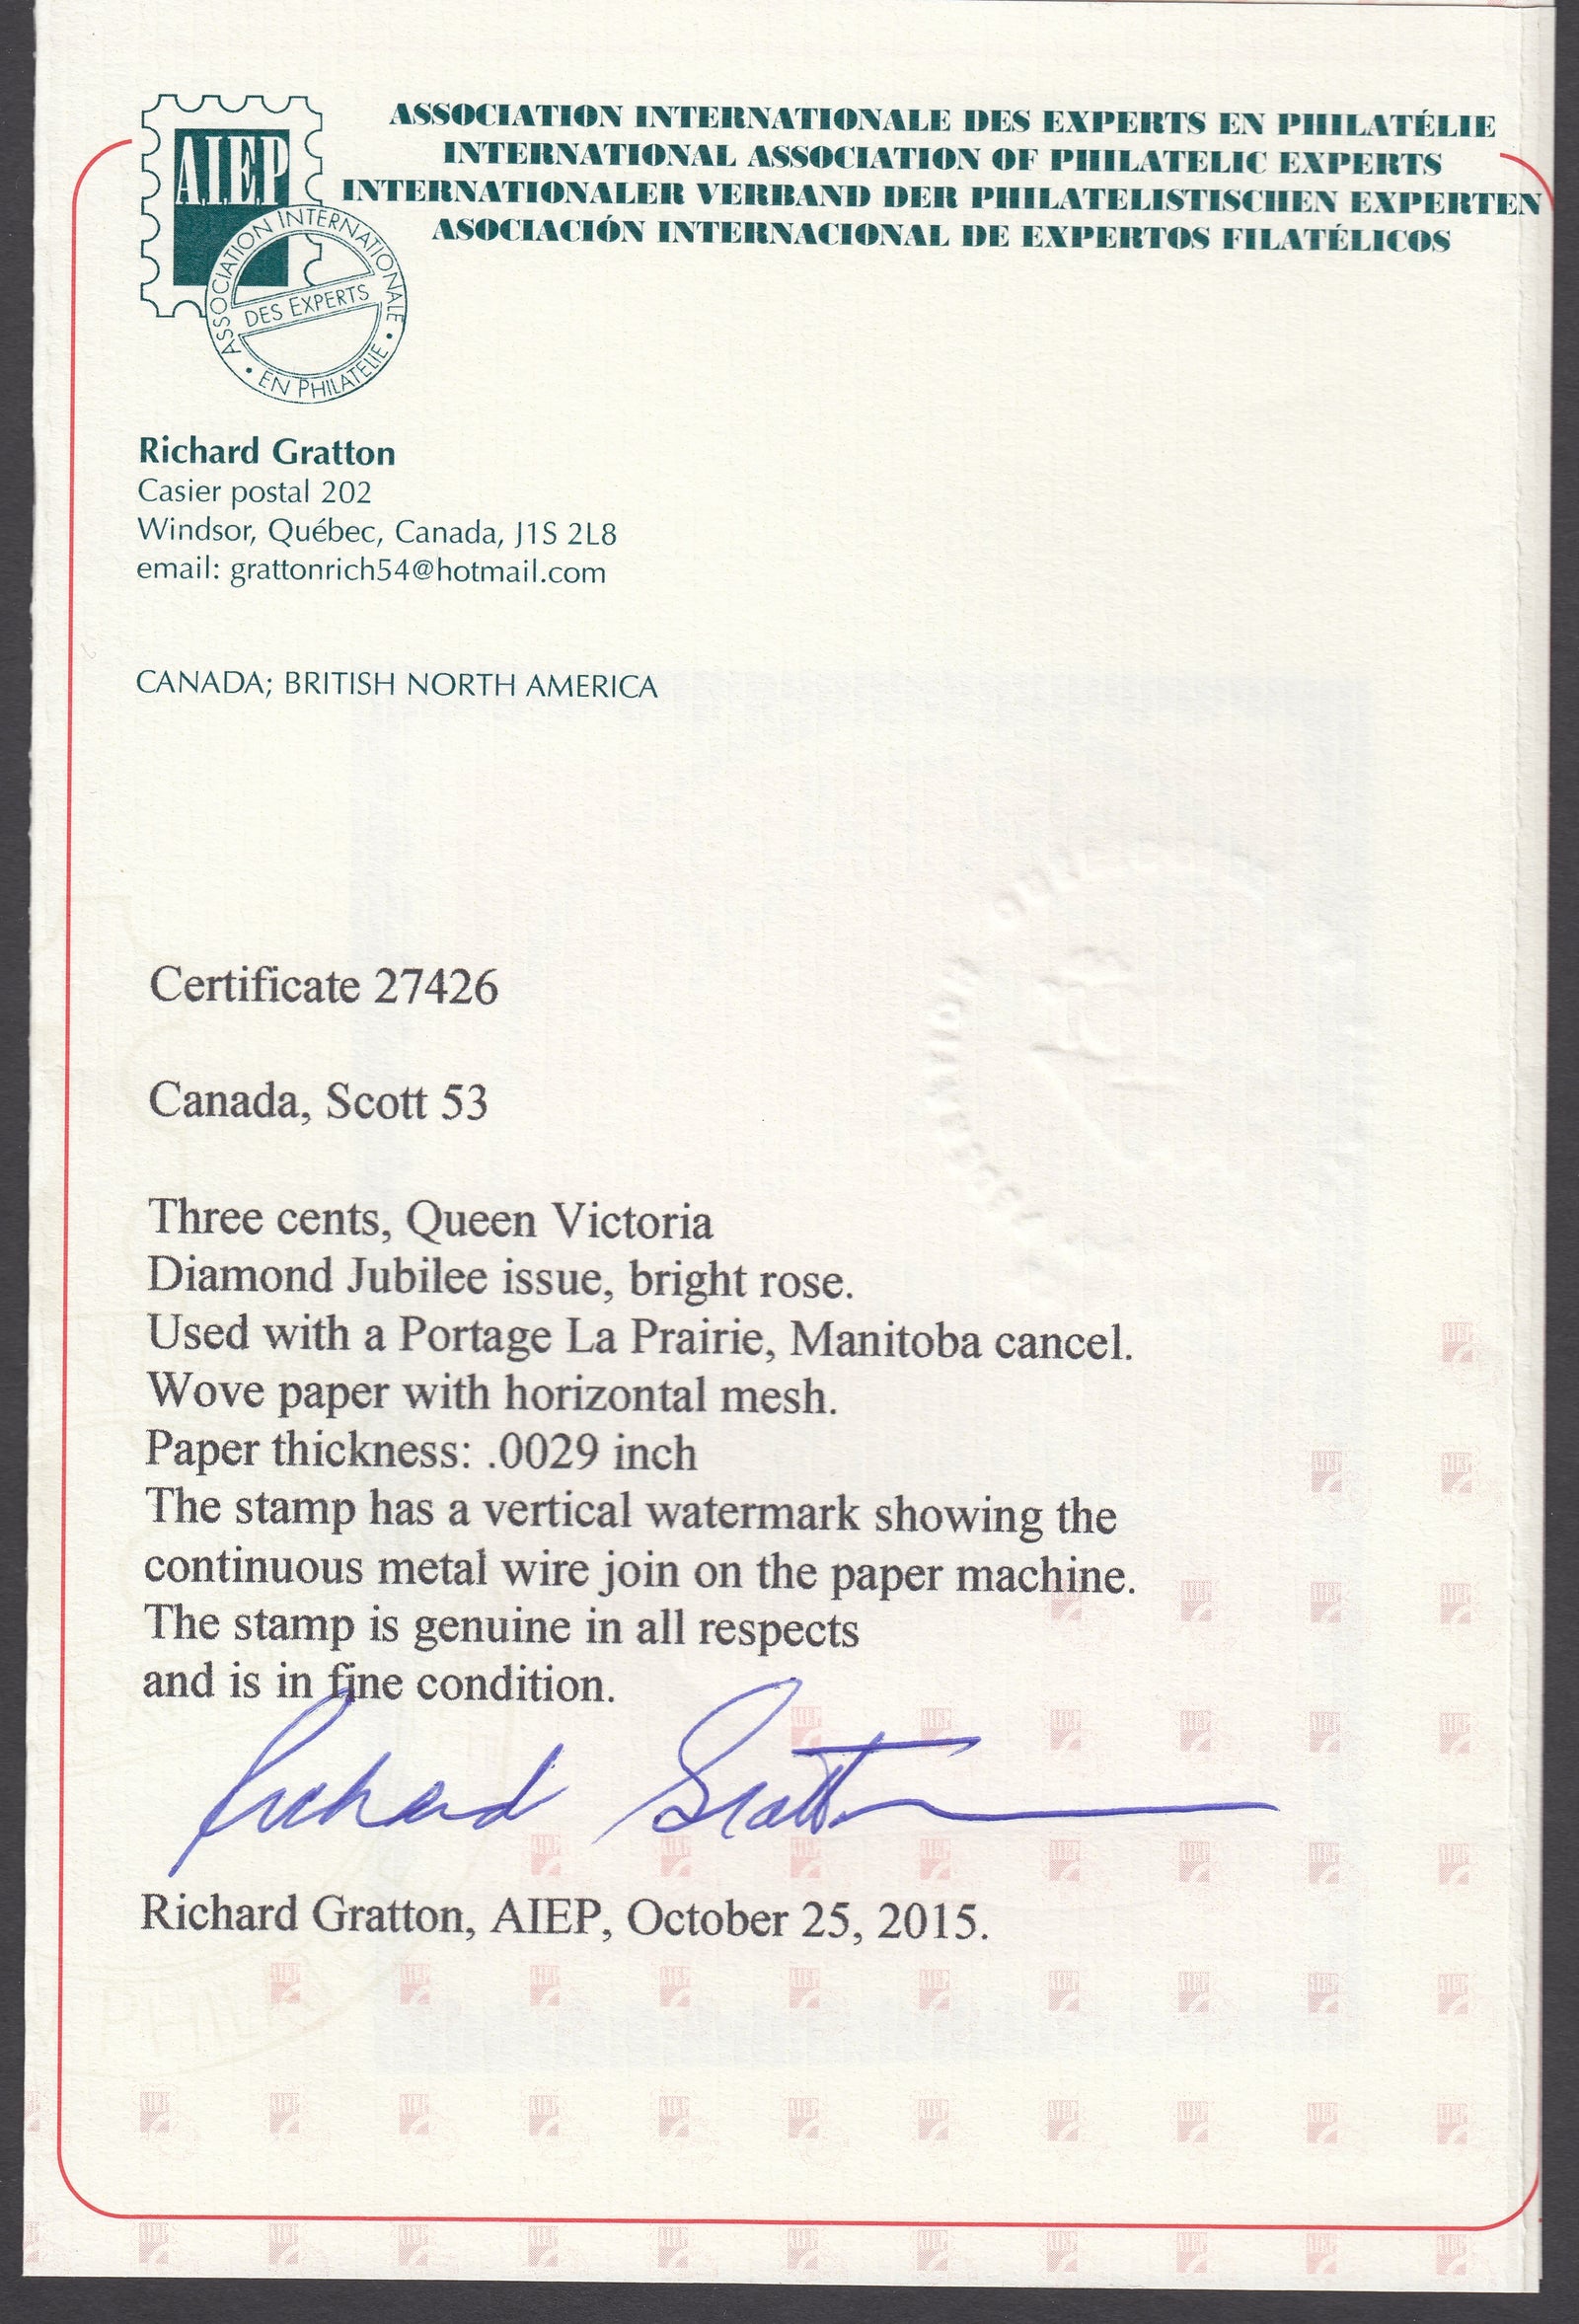 AIEP
ASSOCIATION INTERNATIONALE DES EXPERTS EN PHILATÉLIE
INTERNATIONAL ASSOCIATION OF PHILATELIC EXPERTS
INTERNATIONALER VERBAND DER PHILATELISTISCHEN EXPERTEN
ASOCIACIÓN INTERNACIONAL DE EXPERTOS FILATÉLICOS
ASSOCIATION INTERNATIONALE
DES EXPERTS
• EN PHILATÉLIE •
Richard Gratton
Casier postal 202
Windsor, Québec, Canada, J1S 2L8
email: grattonrich54@hotmail.com
CANADA; BRITISH NORTH AMERICA
Certificate 27426
Canada, Scott 53
Three cents, Queen Victoria
Diamond Jubilee issue, bright rose.
Used with a Portage La Prairie, Manitoba cancel.
Wove paper with horizontal mesh.
Paper thickness: .0029 inch
The stamp has a vertical watermark showing the
continuous metal wire join on the paper machine.
The stamp is genuine in all respects
and is in fine condition.
Richard Gratton
Richard Gratton, AIEP, October 25, 2015.